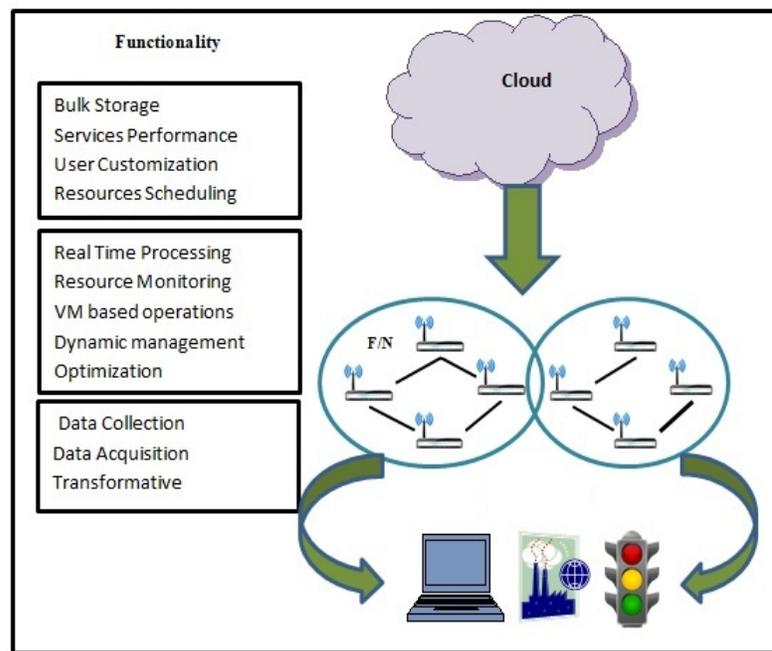 Functionality
Cloud
Bulk Storage
Services Performance
User Customization
Resources Scheduling
Real Time Processing
Resource Monitoring
VM based operations
Dynamic management
Optimization
F/N
Data Collection
Data Acquisition
Transformative